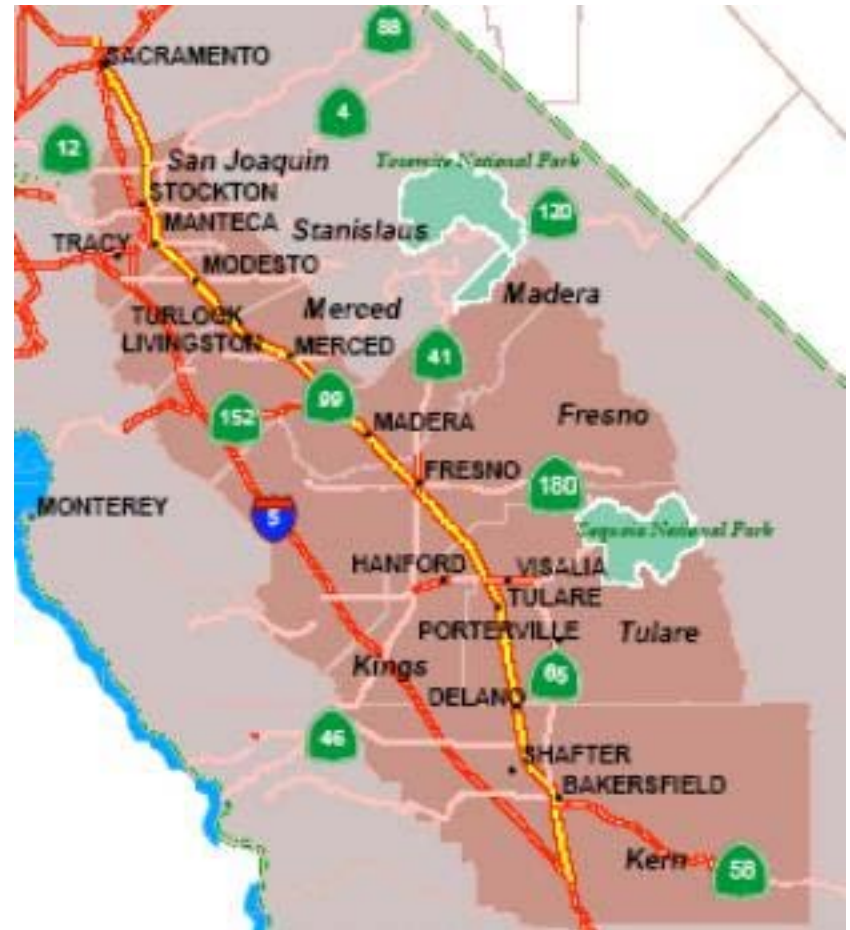 88
SACRAMENTO
4
12
San Joaquin
Yosemite National Park
STOCKTON
120
MANTECA
Stanislaus
TRACY
MODESTO
Madera
Merced
TURLOCK
LIVINGSTON
MERCED
41
99
152
MADERA
Fresno
FRESNO
180
MONTEREY
5
Sequoia National Park
HANFORD
VISALIA
TULARE
PORTERVILLE
Tulare
Kings
65
DELANO
46
SHAFTER
BAKERSFIELD
Kern
58